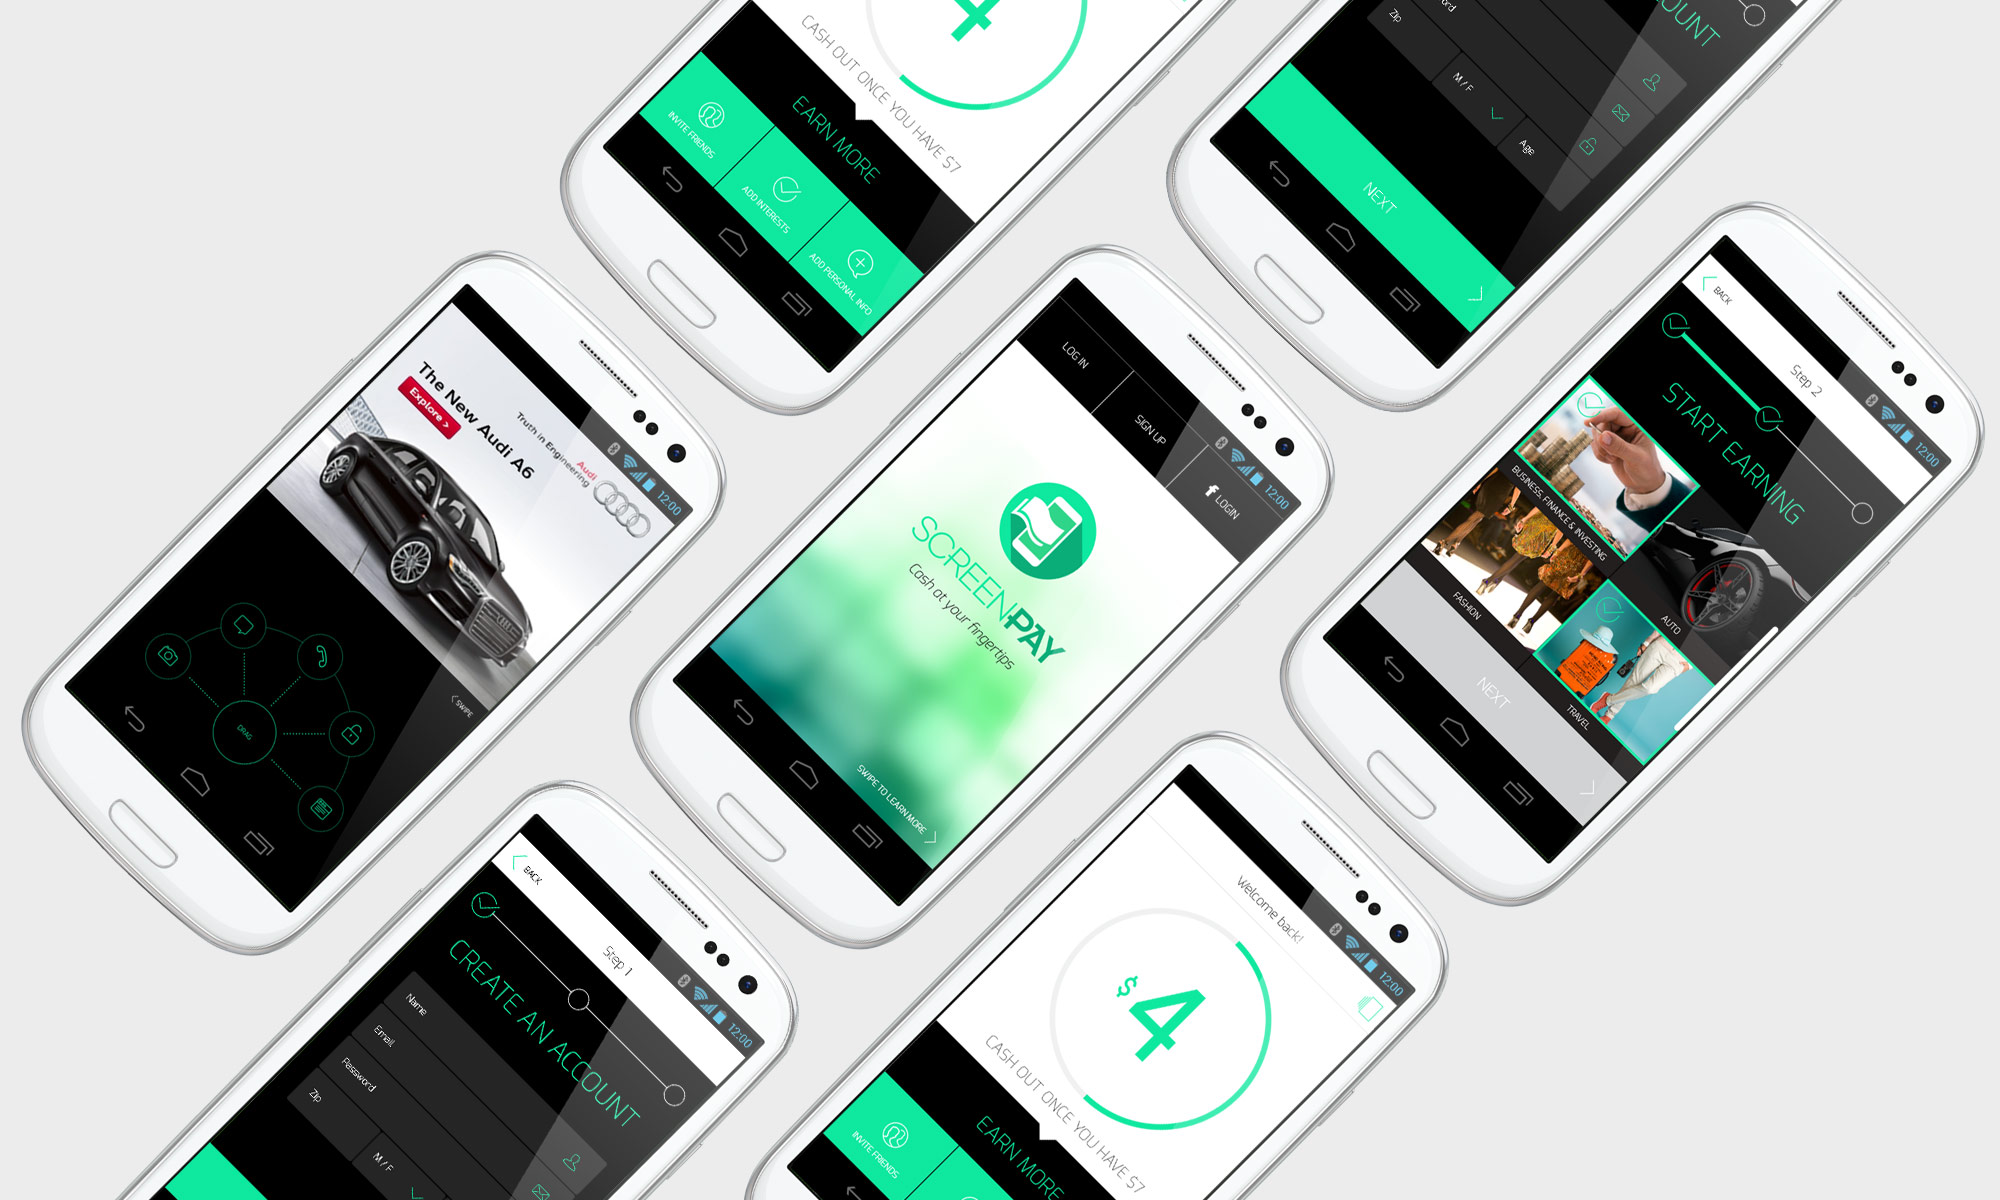 4
CASH OUT ONCE YOU HAVE $7
EARN MORE
INVITE FRIENDS
ADD INTERESTS
ADD PERSONAL INFO
OUNT
ord
Zip
M / F
Age
NEXT
The New Audi A6
Explore >
Truth in Engineering
Audi
12:00
DRAG
< SWIPE
LOG IN
SIGN UP
f LOGIN
12:00
SCREENPAY
Cash at your fingertips
SWIPE TO LEARN MORE >
< BACK
Step 2
12:00
START EARNING
BUSINESS, FINANCE & INVESTING
AUTO
FASHION
TRAVEL
NEXT
< BACK
Step 1
12:00
CREATE AN ACCOUNT
Name
Email
Password
Zip
M / F
Welcome back!
12:00
$4
CASH OUT ONCE YOU HAVE $7
EARN MORE
INVITE FRIENDS